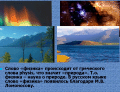 Слово «физика» происходит от греческого
слова physis, что значит «природа». Т.о.
физика – наука о природе. В русском языке
слово «физика» появилось благодаря М.В.
Ломоносову.